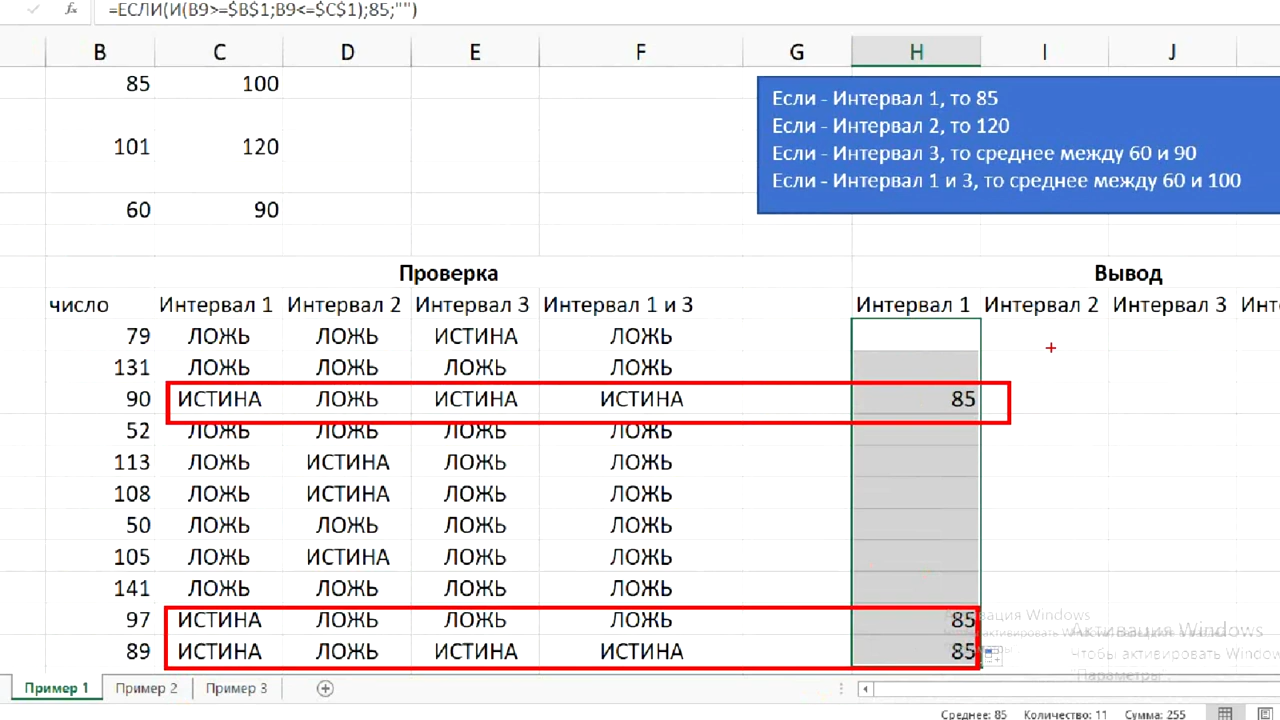 fx =ЕСЛИ(И(B9>=$B$1;B9<=$C$1);85;"")
B C D E F G H I J
85 100
101 120
60 90
Если - Интервал 1, то 85
Если - Интервал 2, то 120
Если - Интервал 3, то среднее между 60 и 90
Если - Интервал 1 и 3, то среднее между 60 и 100
Проверка Вывод
число Интервал 1 Интервал 2 Интервал 3 Интервал 1 и 3 Интервал 1 Интервал 2 Интервал 3
79 ЛОЖЬ ЛОЖЬ ИСТИНА ЛОЖЬ
131 ЛОЖЬ ЛОЖЬ ЛОЖЬ ЛОЖЬ
90 ИСТИНА ЛОЖЬ ИСТИНА ИСТИНА 85
52 ЛОЖЬ ЛОЖЬ ЛОЖЬ ЛОЖЬ
113 ЛОЖЬ ИСТИНА ЛОЖЬ ЛОЖЬ
108 ЛОЖЬ ИСТИНА ЛОЖЬ ЛОЖЬ
50 ЛОЖЬ ЛОЖЬ ЛОЖЬ ЛОЖЬ
105 ЛОЖЬ ИСТИНА ЛОЖЬ ЛОЖЬ
141 ЛОЖЬ ЛОЖЬ ЛОЖЬ ЛОЖЬ
97 ИСТИНА ЛОЖЬ ЛОЖЬ ЛОЖЬ 85
89 ИСТИНА ЛОЖЬ ИСТИНА ИСТИНА 85
Активация Windows
Чтобы активировать Window
"Параметры".
Пример 1 Пример 2 Пример 3
Среднее: 85 Количество: 11 Сумма: 255